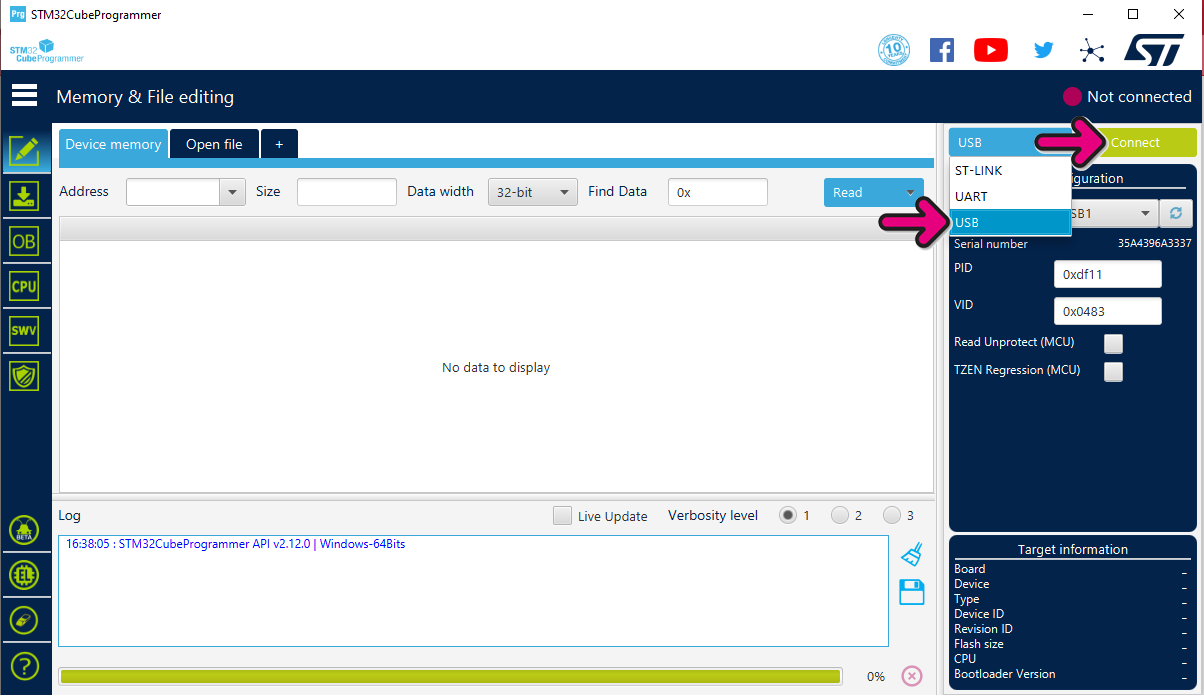 Prg STM32CubeProgrammer
STM32
CubeProgrammer
10 YEARS
ST
Memory & File editing
Not connected
Device memory
Open file
+
USB
Connect
ST-LINK
UART
USB
guration
SB1
Address
Size
Data width
32-bit
Find Data
0x
Read
Serial number
35A4396A3337
PID
0xdf11
VID
0x0483
Read Unprotect (MCU)
TZEN Regression (MCU)
OB
CPU
SWV
No data to display
Log
Live Update
Verbosity level
1
2
3
16:38:05 : STM32CubeProgrammer API v2.12.0 | Windows-64Bits
BETA
EL
?
0%
Target information
Board _
Device _
Type _
Device ID _
Revision ID _
Flash size _
CPU _
Bootloader Version _